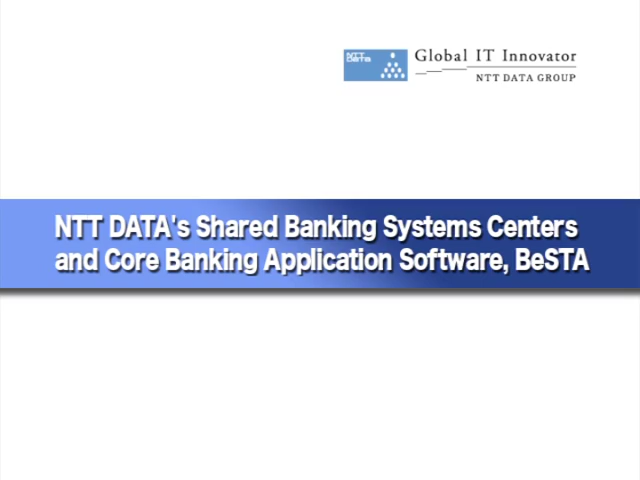 NTT
DATA
Global IT Innovator
NTT DATA GROUP
NTT DATA's Shared Banking Systems Centers
and Core Banking Application Software, BeSTA